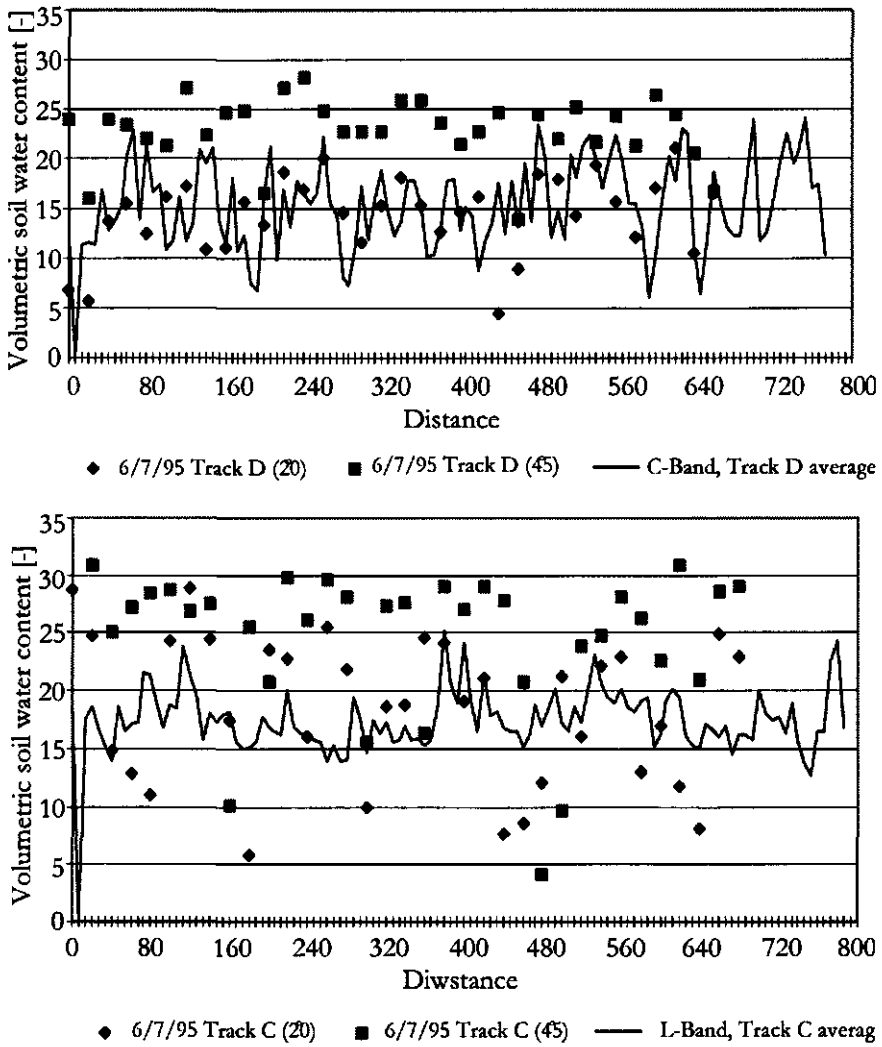 35
30
25
20
15
10
5
0
Volumetric soil water content [-]
0 80 160 240 320 400 480 560 640 720 800
Distance
6/7/95 Track D (20) 6/7/95 Track D (45) C-Band, Track D average
35
30
25
20
15
10
5
0
Volumetric soil water content [-]
0 80 160 240 320 400 480 560 640 720 800
Diwstance
6/7/95 Track C (20) 6/7/95 Track C (45) L-Band, Track C averag